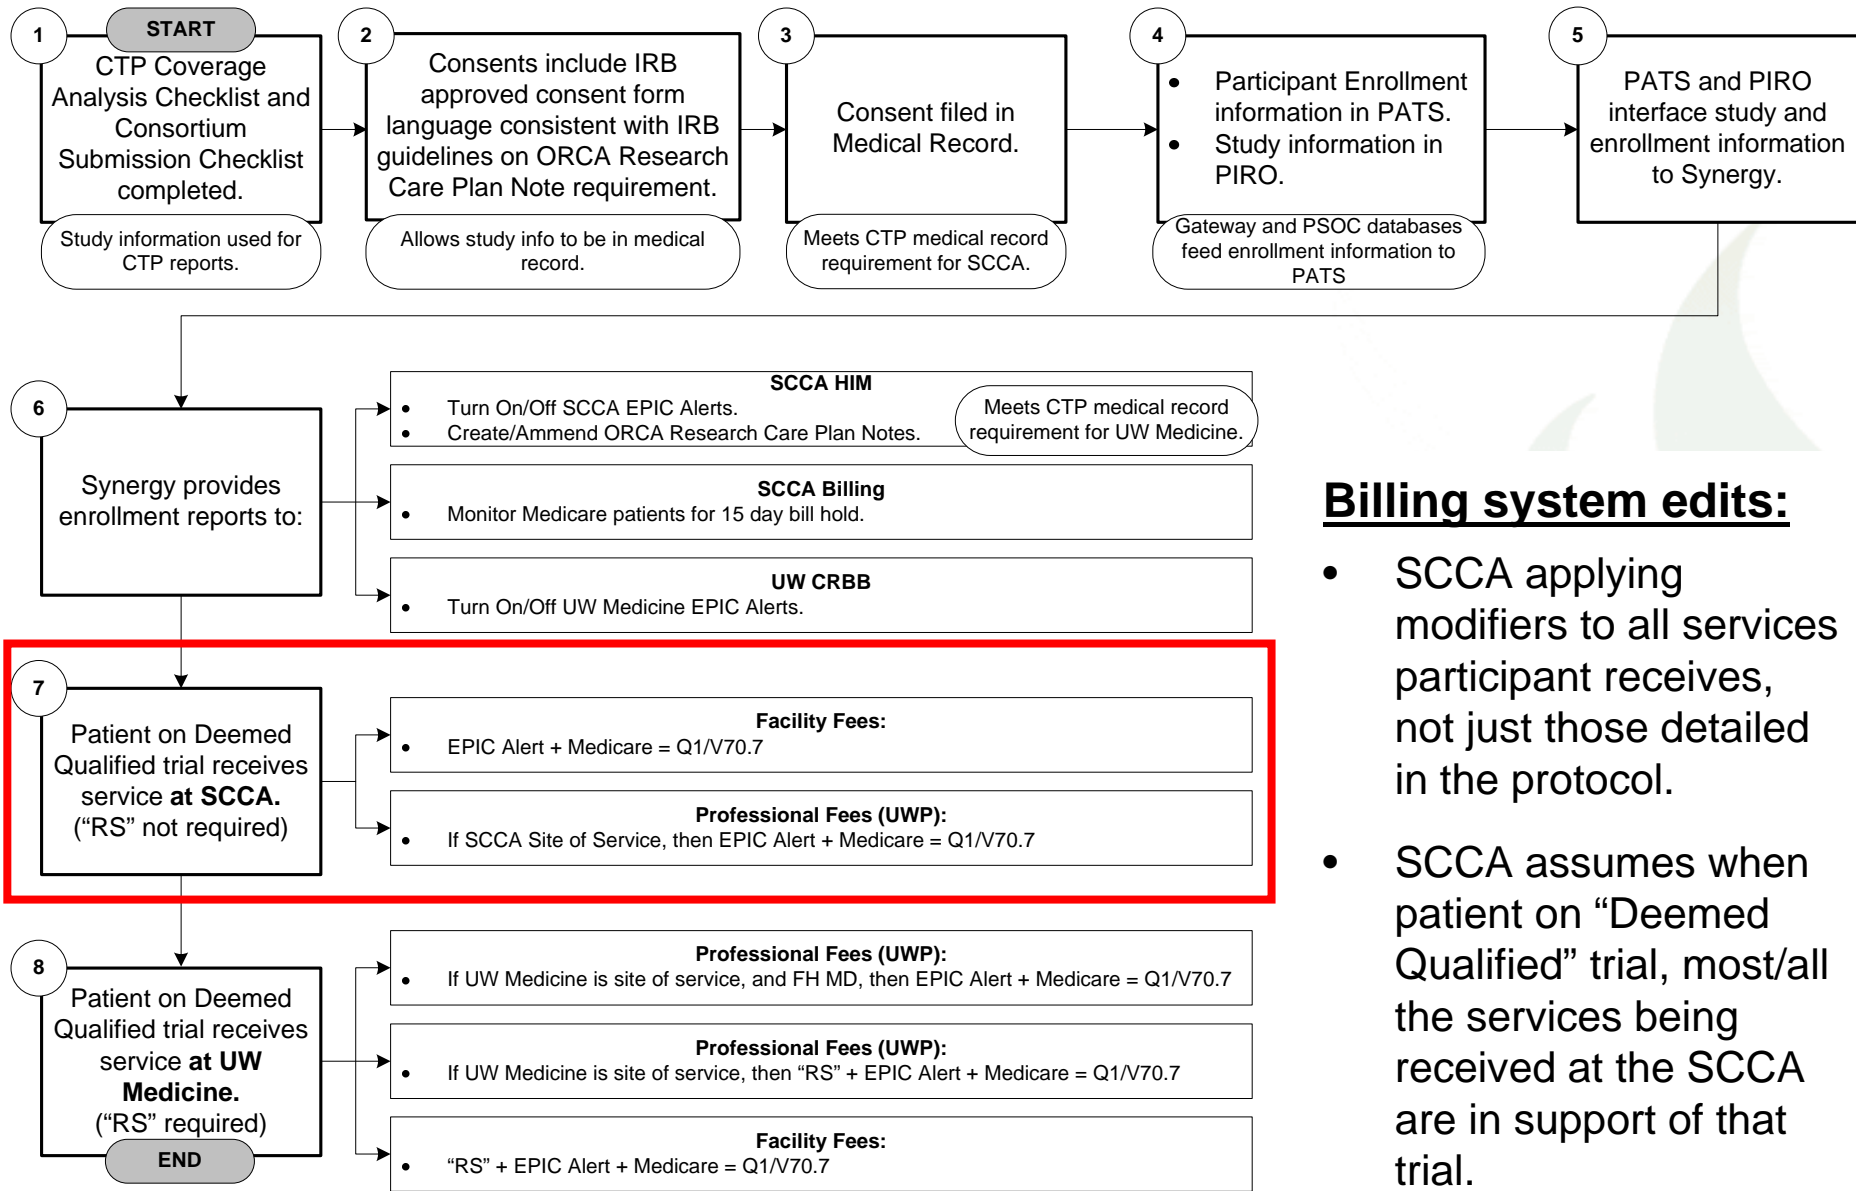 1
START
CTP Coverage
Analysis Checklist and
Consortium
Submission Checklist
completed.
Study information used for
CTP reports.
2
Consents include IRB
approved consent form
language consistent with IRB
guidelines on ORCA Research
Care Plan Note requirement.
Allows study info to be in medical
record.
3
Consent filed in
Medical Record.
Meets CTP medical record
requirement for SCCA.
4
• Participant Enrollment
information in PATS.
• Study information in
PIRO.
Gateway and PSOC databases
feed enrollment information to
PATS
5
PATS and PIRO
interface study and
enrollment information
to Synergy.
6
Synergy provides
enrollment reports to:
SCCA HIM
• Turn On/Off SCCA EPIC Alerts.
• Create/Ammend ORCA Research Care Plan Notes.
Meets CTP medical record
requirement for UW Medicine.
SCCA Billing
• Monitor Medicare patients for 15 day bill hold.
UW CRBB
• Turn On/Off UW Medicine EPIC Alerts.
7
Patient on Deemed
Qualified trial receives
service at SCCA.
(“RS” not required)
Facility Fees:
• EPIC Alert + Medicare = Q1/V70.7
Professional Fees (UWP):
• If SCCA Site of Service, then EPIC Alert + Medicare = Q1/V70.7
8
Patient on Deemed
Qualified trial receives
service at UW
Medicine.
(“RS” required)
END
Professional Fees (UWP):
• If UW Medicine is site of service, and FH MD, then EPIC Alert + Medicare = Q1/V70.7
Professional Fees (UWP):
• If UW Medicine is site of service, then “RS” + EPIC Alert + Medicare = Q1/V70.7
Facility Fees:
• “RS” + EPIC Alert + Medicare = Q1/V70.7
Billing system edits:
• SCCA applying
modifiers to all services
participant receives,
not just those detailed
in the protocol.
• SCCA assumes when
patient on “Deemed
Qualified” trial, most/all
the services being
received at the SCCA
are in support of that
trial.